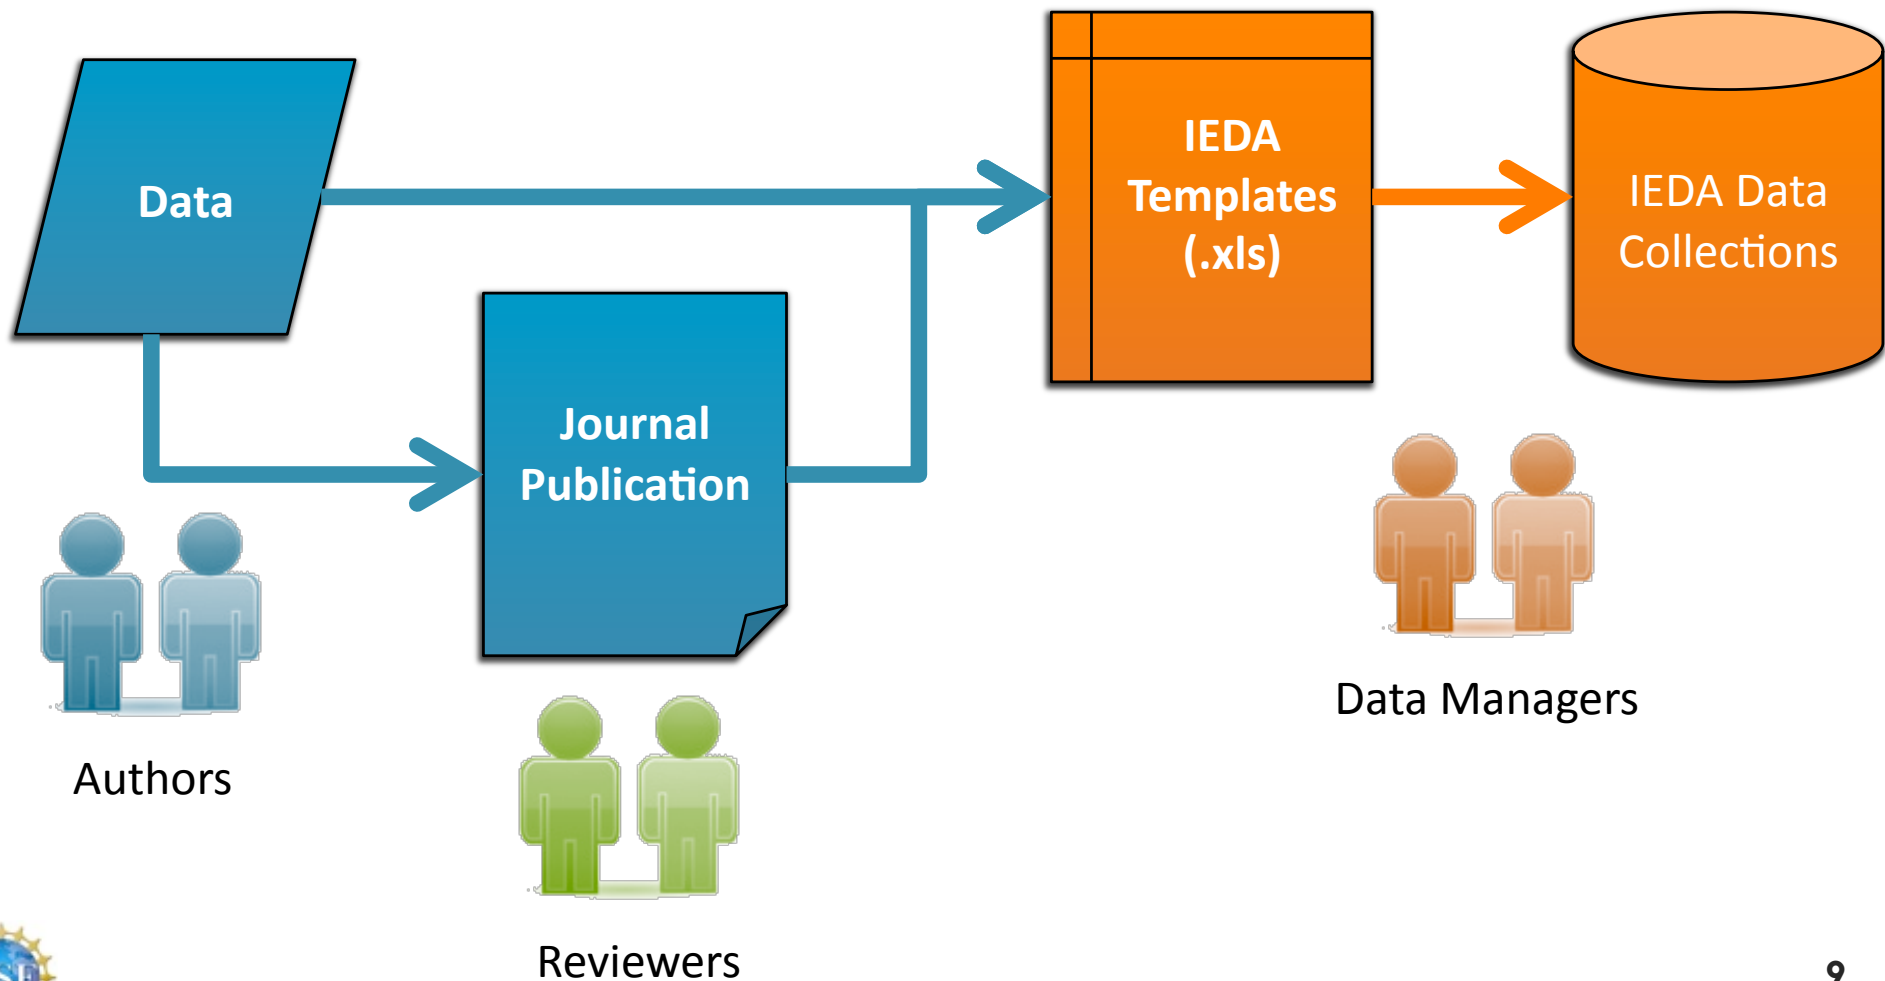 Data
IEDA
Templates
(.xls)
IEDA Data
Collections
Journal
Publication
Authors
Reviewers
Data Managers
9